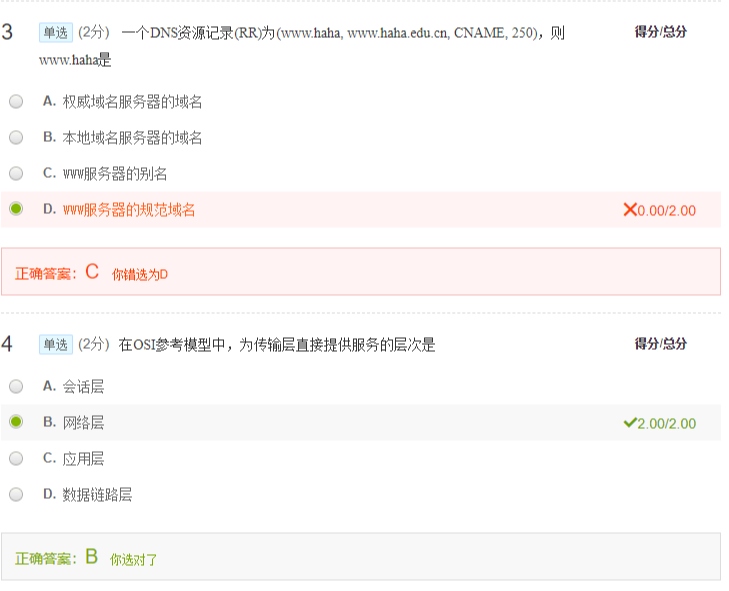 3 单选 (2分) 一个DNS资源记录(RR)为(www.haha, www.haha.edu.cn, CNAME, 250)，则 得分/总分
www.haha是
A. 权威域名服务器的域名
B. 本地域名服务器的域名
C. WWW服务器的别名
D. WWW服务器的规范域名 0.00/2.00
正确答案：C 你错选为D
4 单选 (2分) 在OSI参考模型中，为传输层直接提供服务的层次是 得分/总分
A. 会话层
B. 网络层 2.00/2.00
C. 应用层
D. 数据链路层
正确答案：B 你选对了